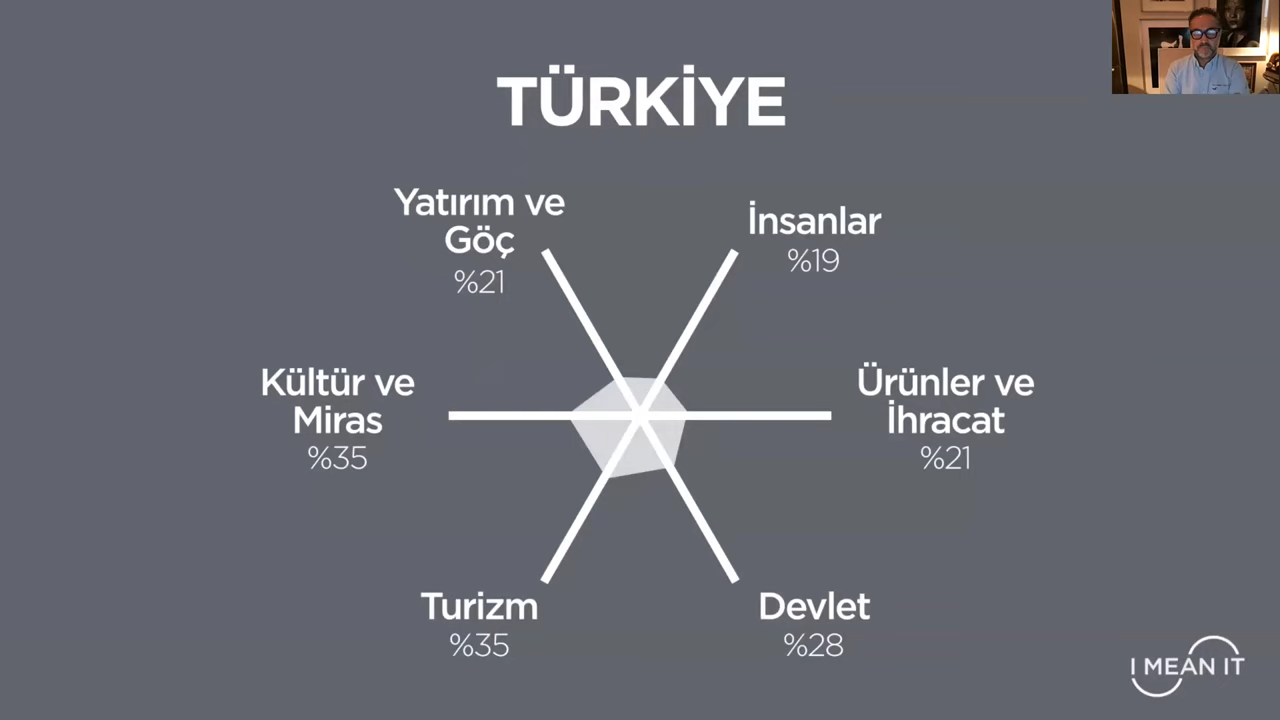 TÜRKİYE
Yatırım ve
Göç
%21
İnsanlar
%19
Kültür ve
Miras
%35
Ürünler ve
İhracat
%21
Turizm
%35
Devlet
%28
I MEAN IT